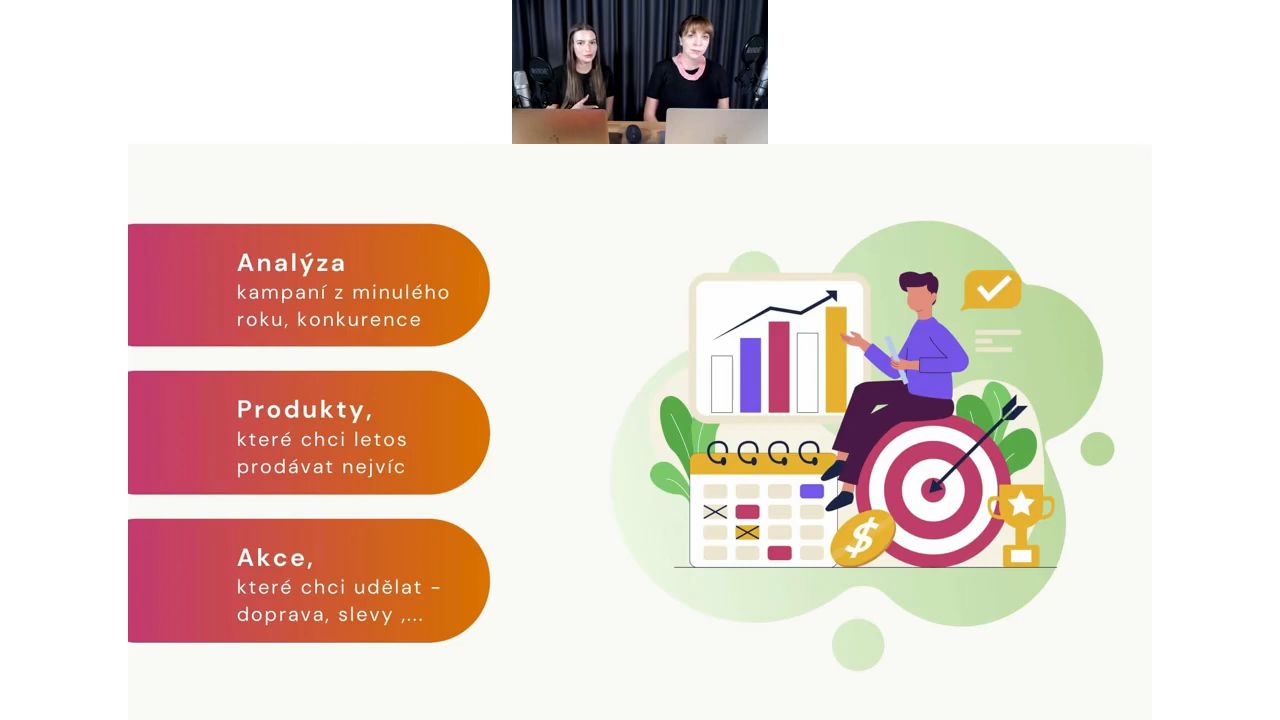 Analýza
kampaní z minulého
roku, konkurence
Produkty,
které chci letos
prodávat nejvíc
Akce,
které chci udělat -
doprava, slevy ,...
$